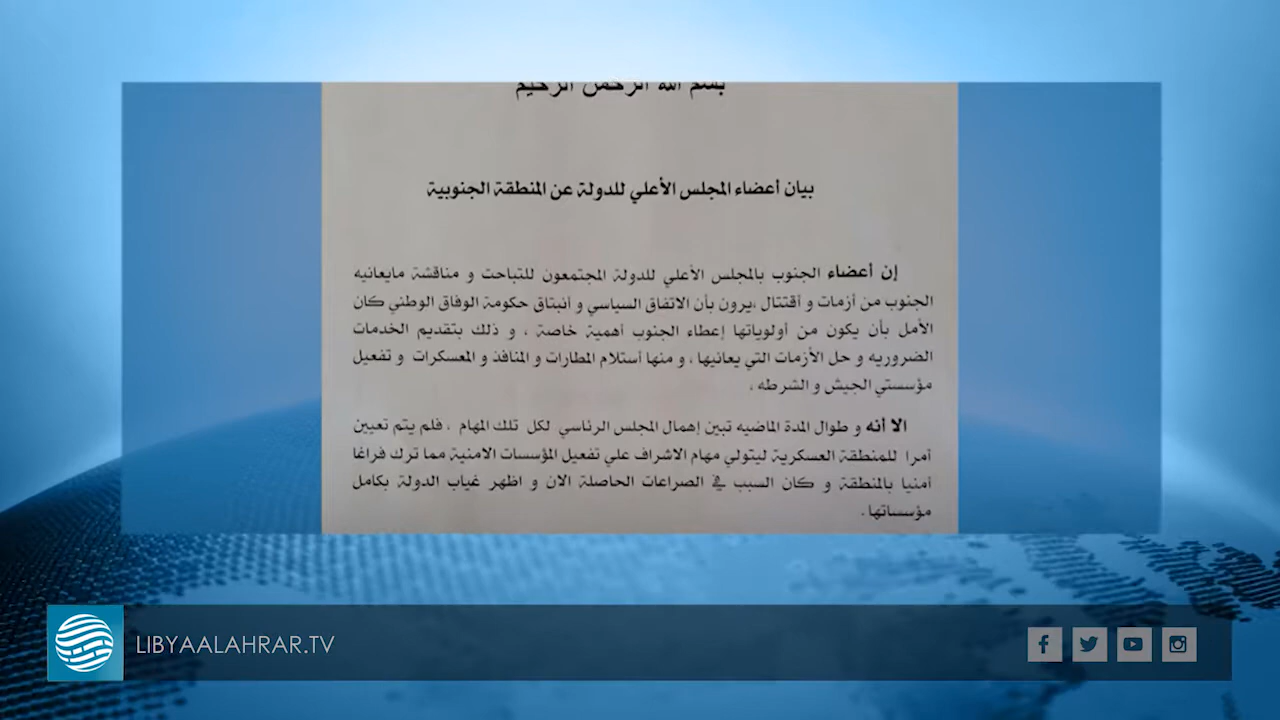 بسم الله الرحمن الرحيم
بيان أعضاء المجلس الأعلي للدولة عن المنطقة الجنوبية
إن أعضاء الجنوب بالمجلس الأعلي للدولة المجتمعون للتباحت و مناقشة مايعانيه
الجنوب من أزمات و أقتتال ،يرون بأن الاتفاق السياسي و أنبتاق حكومة الوفاق الوطني كان
الأمل بأن يكون من أولوياتها إعطاء الجنوب أهمية خاصة ، و ذلك بتقديم الخدمات
الضروريه و حل الأزمات التي يعانيها ، و منها أستلام المطارات و المنافذ و المعسكرات و تفعيل
مؤسستي الجيش و الشرطه ،
الا أنه و طوال المدة الماضيه تبين إهمال المجلس الرئاسي لكل تلك المهام ، فلم يتم تعيين
أمرا للمنطقة العسكرية ليتولي مهام الاشراف علي تفعيل المؤسسات الامنية مما ترك فراغا
أمنيا بالمنطقة و كان السبب في الصراعات الحاصلة الان و اظهر غياب الدولة بكامل
مؤسساتها .
LIBYAALAHRAR.TV